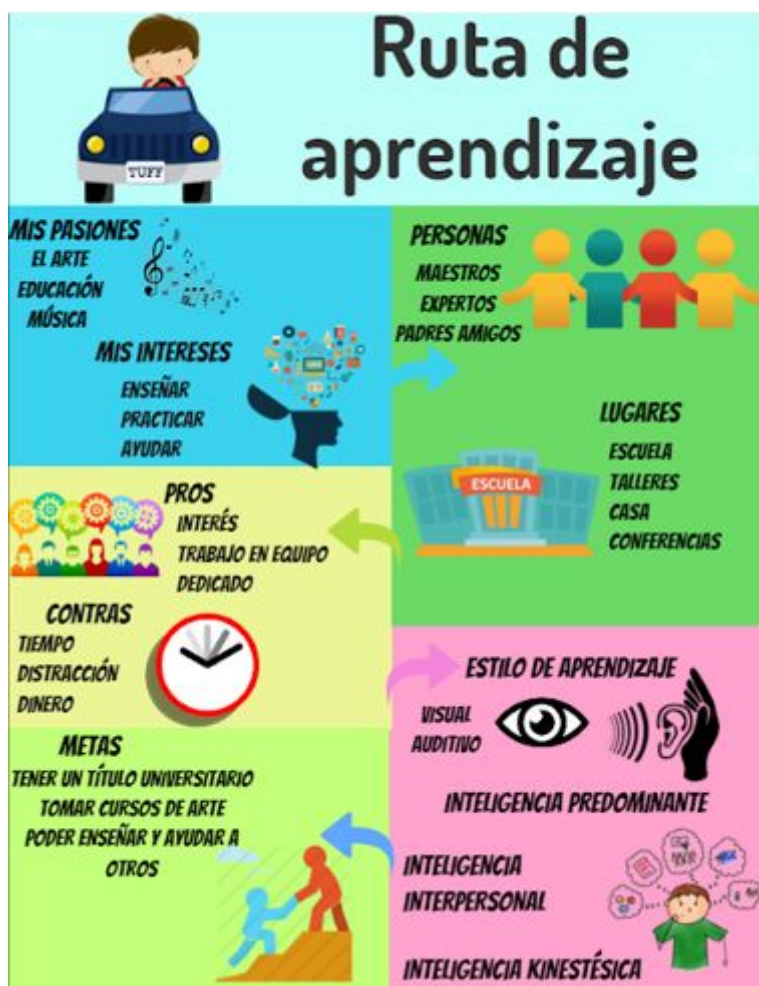 Ruta de
aprendizaje
TUFF
MIS PASIONES
EL ARTE
EDUCACIÓN
MÚSICA
MIS INTERESES
ENSEÑAR
PRACTICAR
AYUDAR
PERSONAS
MAESTROS
EXPERTOS
PADRES AMIGOS
LUGARES
ESCUELA
TALLERES
CASA
CONFERENCIAS
ESCUELA
PROS
INTERÉS
TRABAJO EN EQUIPO
DEDICADO
CONTRAS
TIEMPO
DISTRACCIÓN
DINERO
ESTILO DE APRENDIZAJE
VISUAL
AUDITIVO
INTELIGENCIA PREDOMINANTE
INTELIGENCIA
INTERPERSONAL
INTELIGENCIA KINESTÉSICA
METAS
TENER UN TÍTULO UNIVERSITARIO
TOMAR CURSOS DE ARTE
PODER ENSEÑAR Y AYUDAR A
OTROS